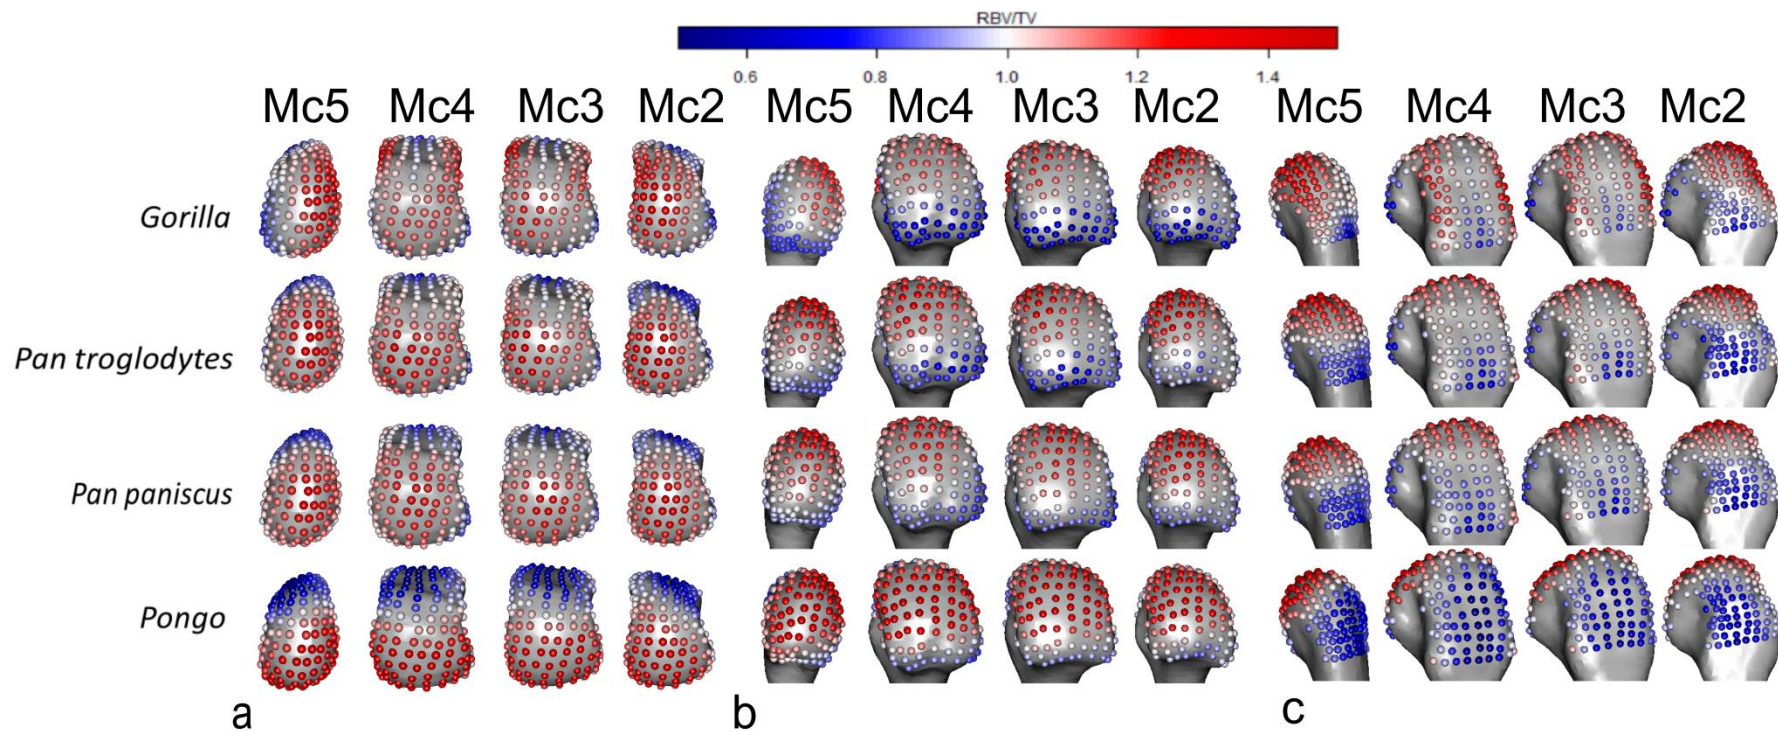 RBV/TV
0.6 0.8 1.0 1.2 1.4
Mc5 Mc4 Mc3 Mc2 Mc5 Mc4 Mc3 Mc2 Mc5 Mc4 Mc3 Mc2
Gorilla
Pan troglodytes
Pan paniscus
Pongo
a b c